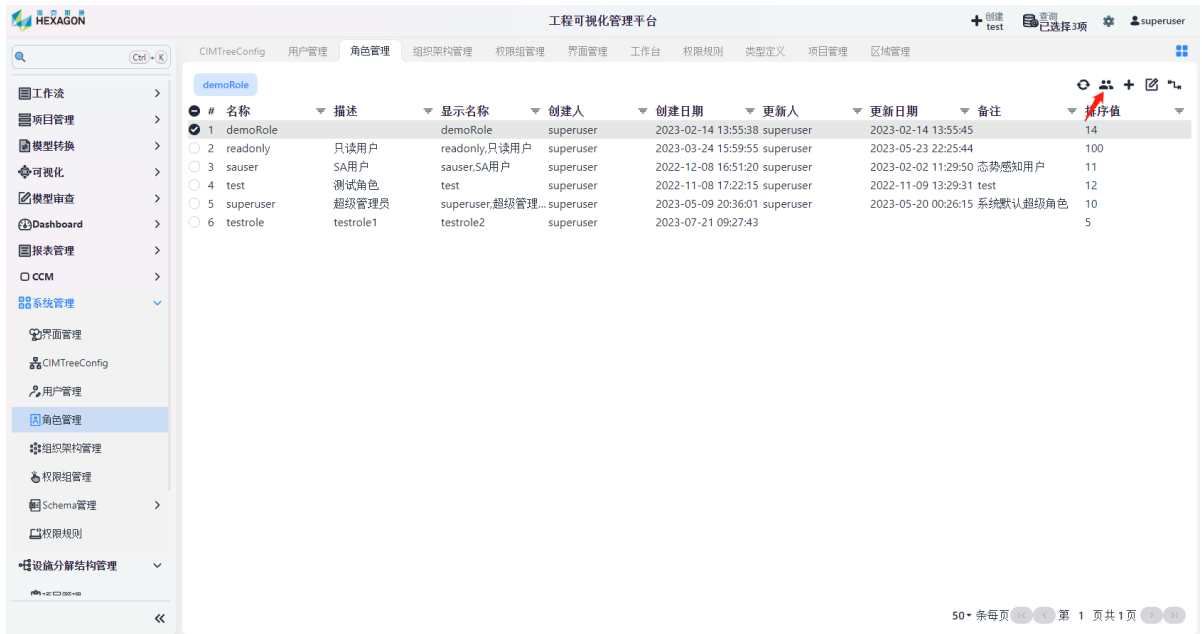 海克斯康
HEXAGON
工程可视化管理平台
创建
test
查询
已选择3项
superuser
Ctrl + K
CIMTreeConfig 用户管理 角色管理 组织架构管理 权限组管理 界面管理 工作台 权限规则 类型定义 项目管理 区域管理
工作流
项目管理
模型转换
可视化
模型审查
Dashboard
报表管理
CCM
系统管理
界面管理
CIMTreeConfig
用户管理
角色管理
组织架构管理
权限组管理
Schema管理
权限规则
设施分解结构管理
项目管理
demoRole
# 名称 描述 显示名称 创建人 创建日期 更新人 更新日期 备注 排序值
1 demoRole demoRole superuser 2023-02-14 13:55:38 superuser 2023-02-14 13:55:45 14
2 readonly 只读用户 readonly,只读用户 superuser 2023-03-24 15:59:55 superuser 2023-05-23 22:25:44 100
3 sauser SA用户 sauser,SA用户 superuser 2022-12-08 16:51:20 superuser 2023-02-02 11:29:50 态势感知用户 11
4 test 测试角色 test superuser 2022-11-08 17:22:15 superuser 2022-11-09 13:29:31 test 12
5 superuser 超级管理员 superuser,超级管理... superuser 2023-05-09 20:36:01 superuser 2023-05-20 00:26:15 系统默认超级角色 10
6 testrole testrole1 testrole2 superuser 2023-07-21 09:27:43 5
50 条每页 第 1 页共1页